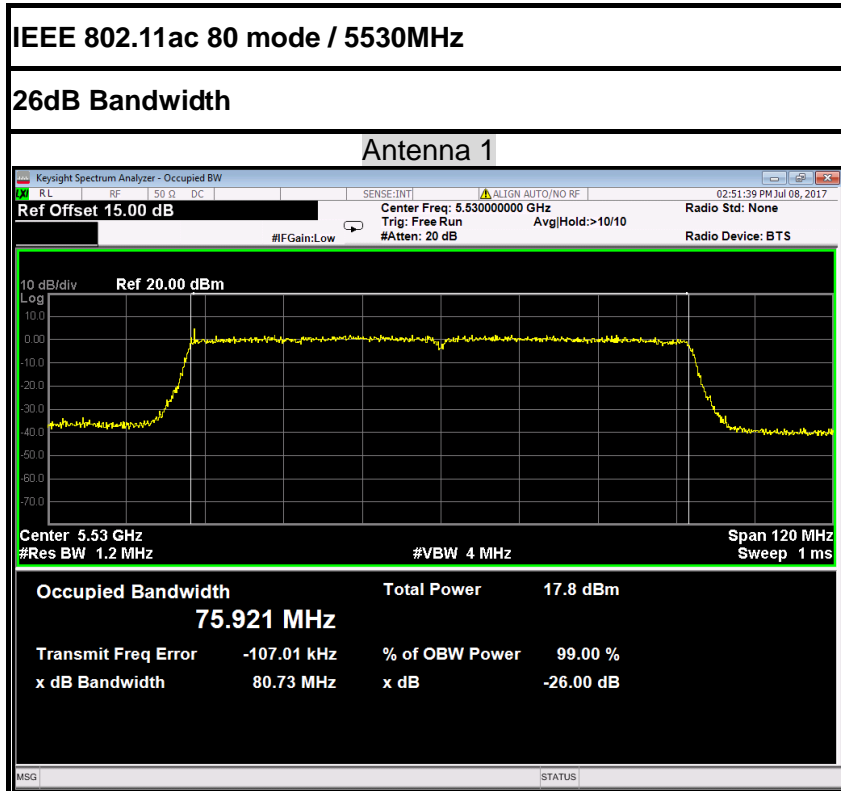 IEEE 802.11ac 80 mode / 5530MHz
26dB Bandwidth
Antenna 1
Keysight Spectrum Analyzer - Occupied BW
LXI RL RF 50 Ω DC SENSE:INT ALIGN AUTO/NO RF 02:51:39 PM Jul 08, 2017
Ref Offset 15.00 dB Center Freq: 5.530000000 GHz Radio Std: None
Trig: Free Run Avg|Hold:>10/10
#IFGain:Low #Atten: 20 dB Radio Device: BTS
10 dB/div Ref 20.00 dBm
Log
10.0
0.00
-10.0
-20.0
-30.0
-40.0
-50.0
-60.0
-70.0
Center 5.53 GHz Span 120 MHz
#Res BW 1.2 MHz #VBW 4 MHz Sweep 1 ms
Occupied Bandwidth Total Power 17.8 dBm
75.921 MHz
Transmit Freq Error -107.01 kHz % of OBW Power 99.00 %
x dB Bandwidth 80.73 MHz x dB -26.00 dB
MSG STATUS